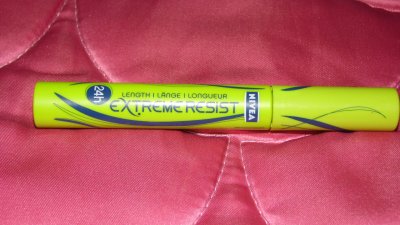 24h
LENGTH | LÄNGE | LONGUEUR
EXTREME RESIST
NIVEA